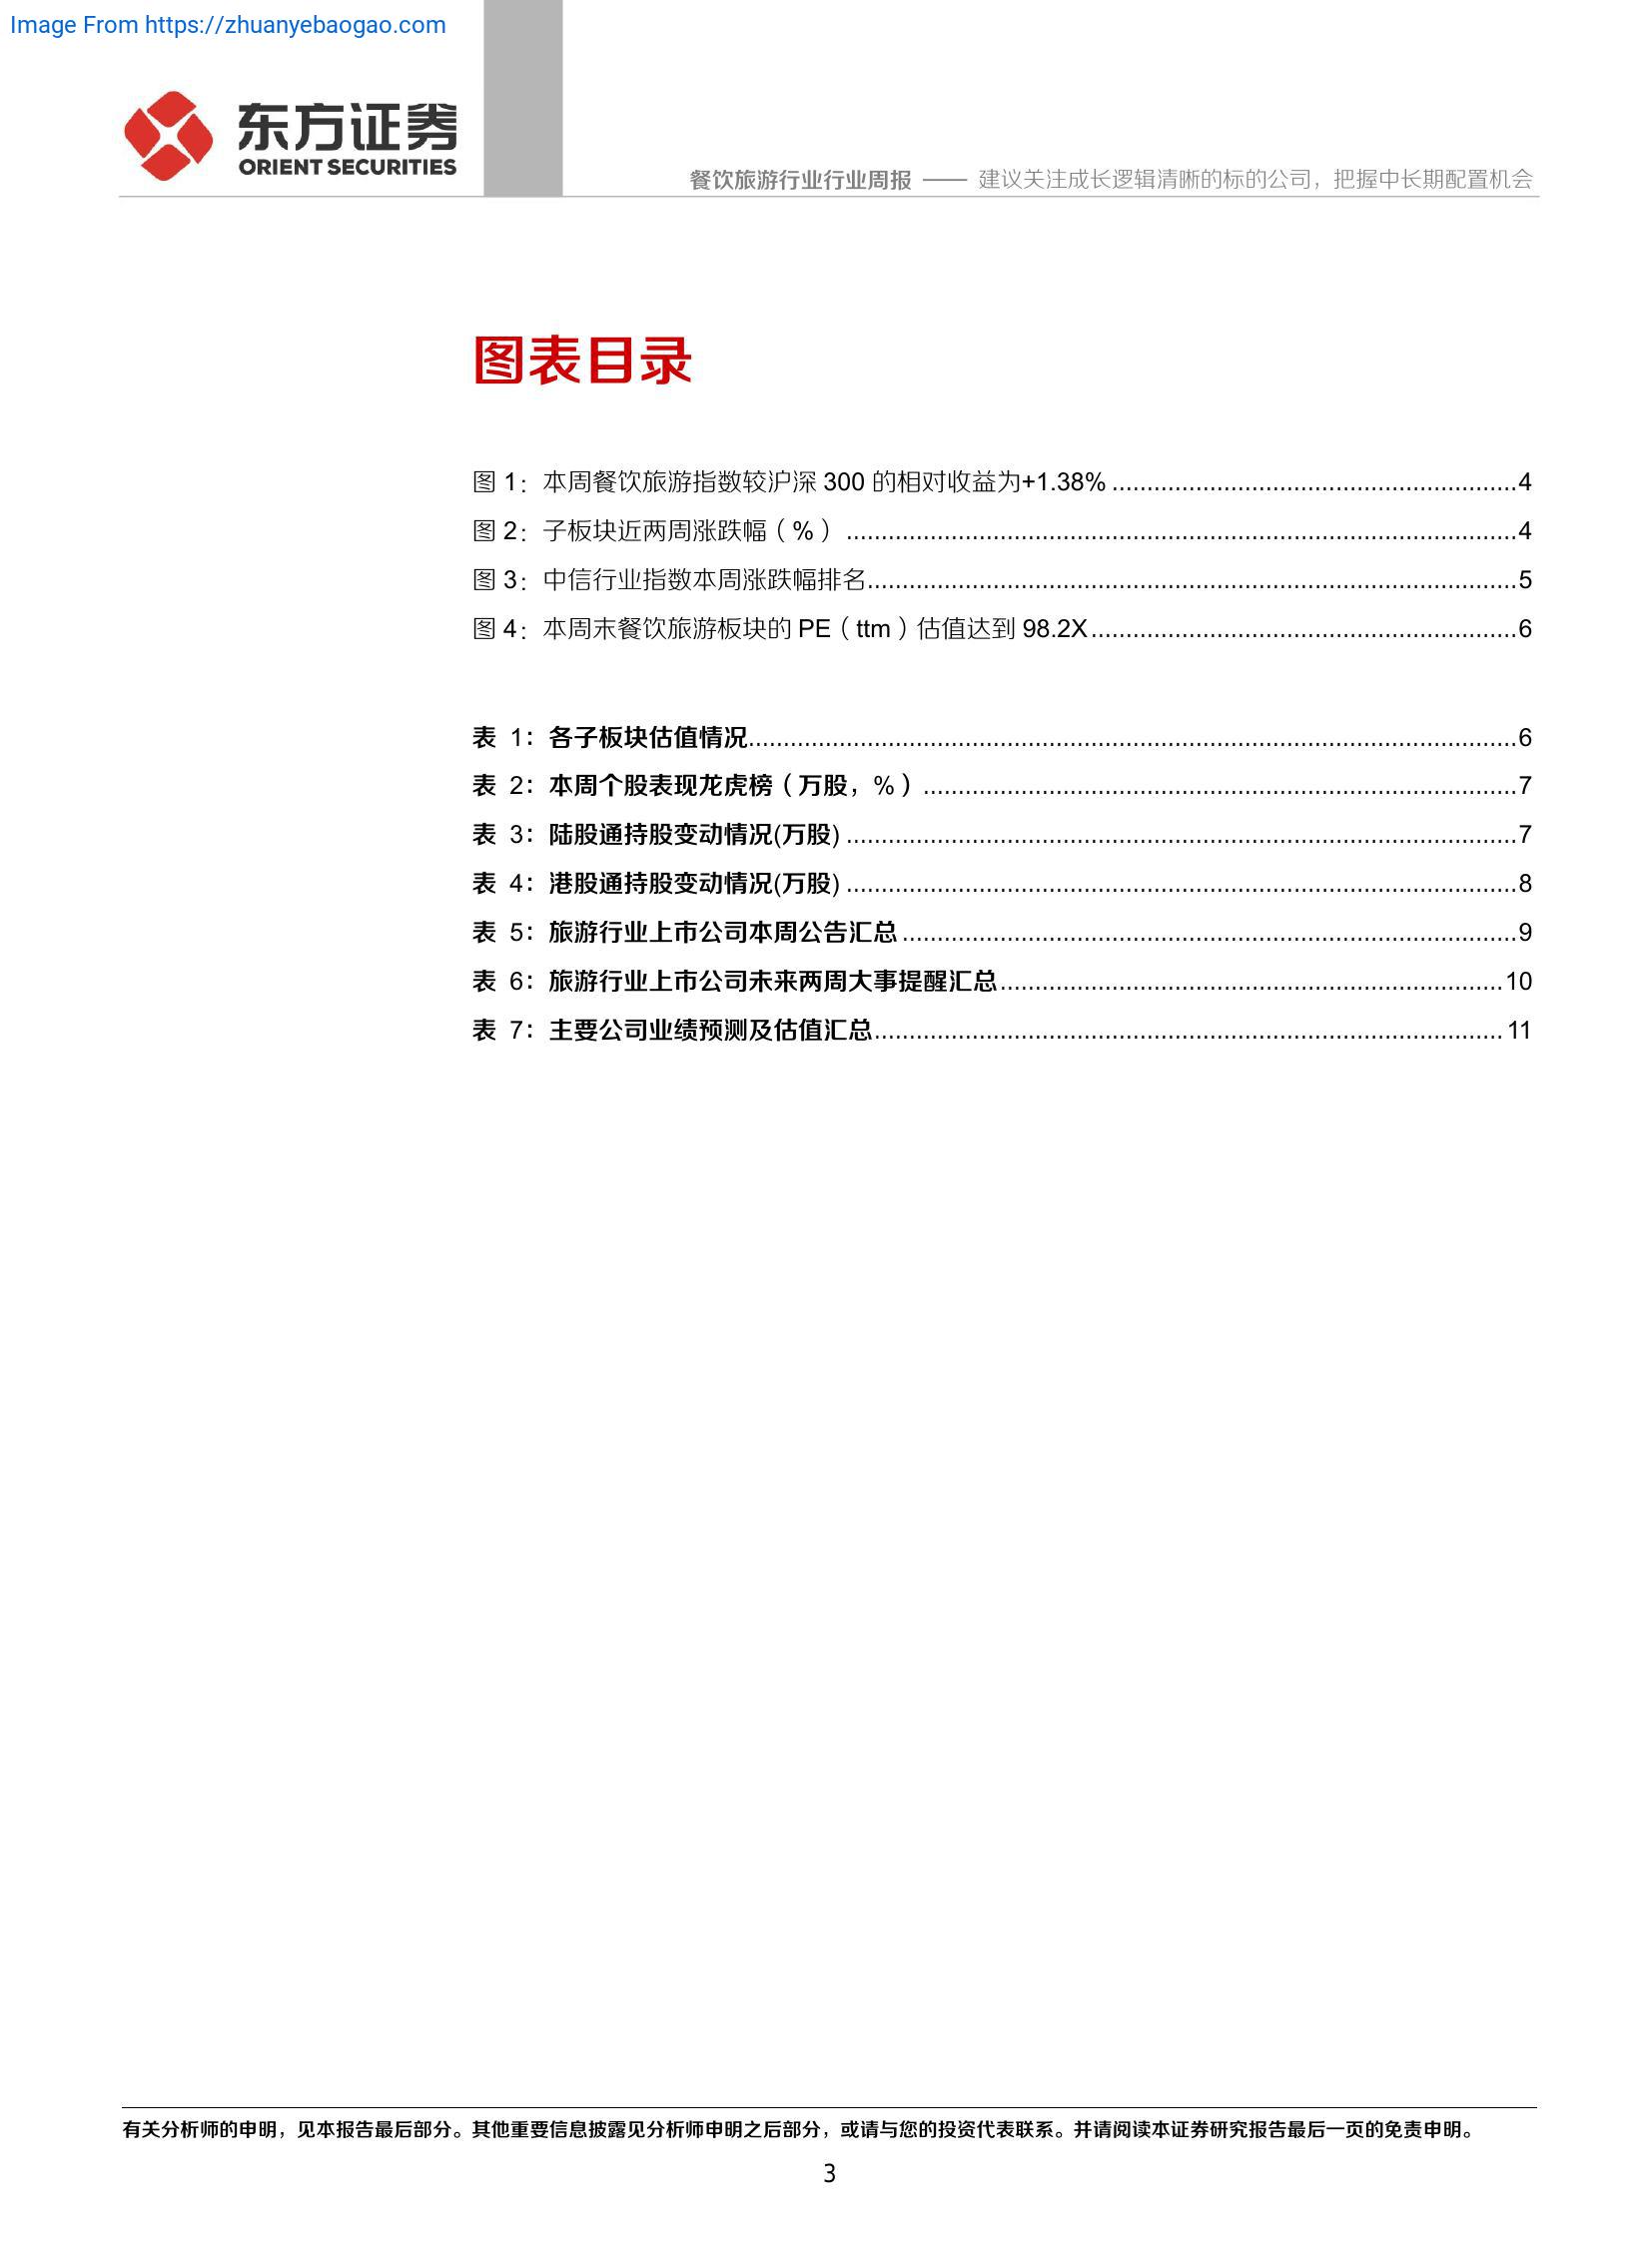 Image From https://zhuanyebaogao.com
东方证券
ORIENT SECURITIES
餐饮旅游行业行业周报 —— 建议关注成长逻辑清晰的标的公司，把握中长期配置机会
图表目录
图 1：本周餐饮旅游指数较沪深 300 的相对收益为+1.38% ..........................................................4
图 2：子板块近两周涨跌幅（%） ................................................................................................4
图 3：中信行业指数本周涨跌幅排名.............................................................................................5
图 4：本周末餐饮旅游板块的 PE（ttm）估值达到 98.2X.............................................................6
表 1：各子板块估值情况..............................................................................................................6
表 2：本周个股表现龙虎榜（万股，%） .....................................................................................7
表 3：陆股通持股变动情况(万股) ................................................................................................7
表 4：港股通持股变动情况(万股) ................................................................................................8
表 5：旅游行业上市公司本周公告汇总 ........................................................................................9
表 6：旅游行业上市公司未来两周大事提醒汇总........................................................................10
表 7：主要公司业绩预测及估值汇总.......................................................................................... 11
有关分析师的申明，见本报告最后部分。其他重要信息披露见分析师申明之后部分，或请与您的投资代表联系。并请阅读本证券研究报告最后一页的免责申明。
3